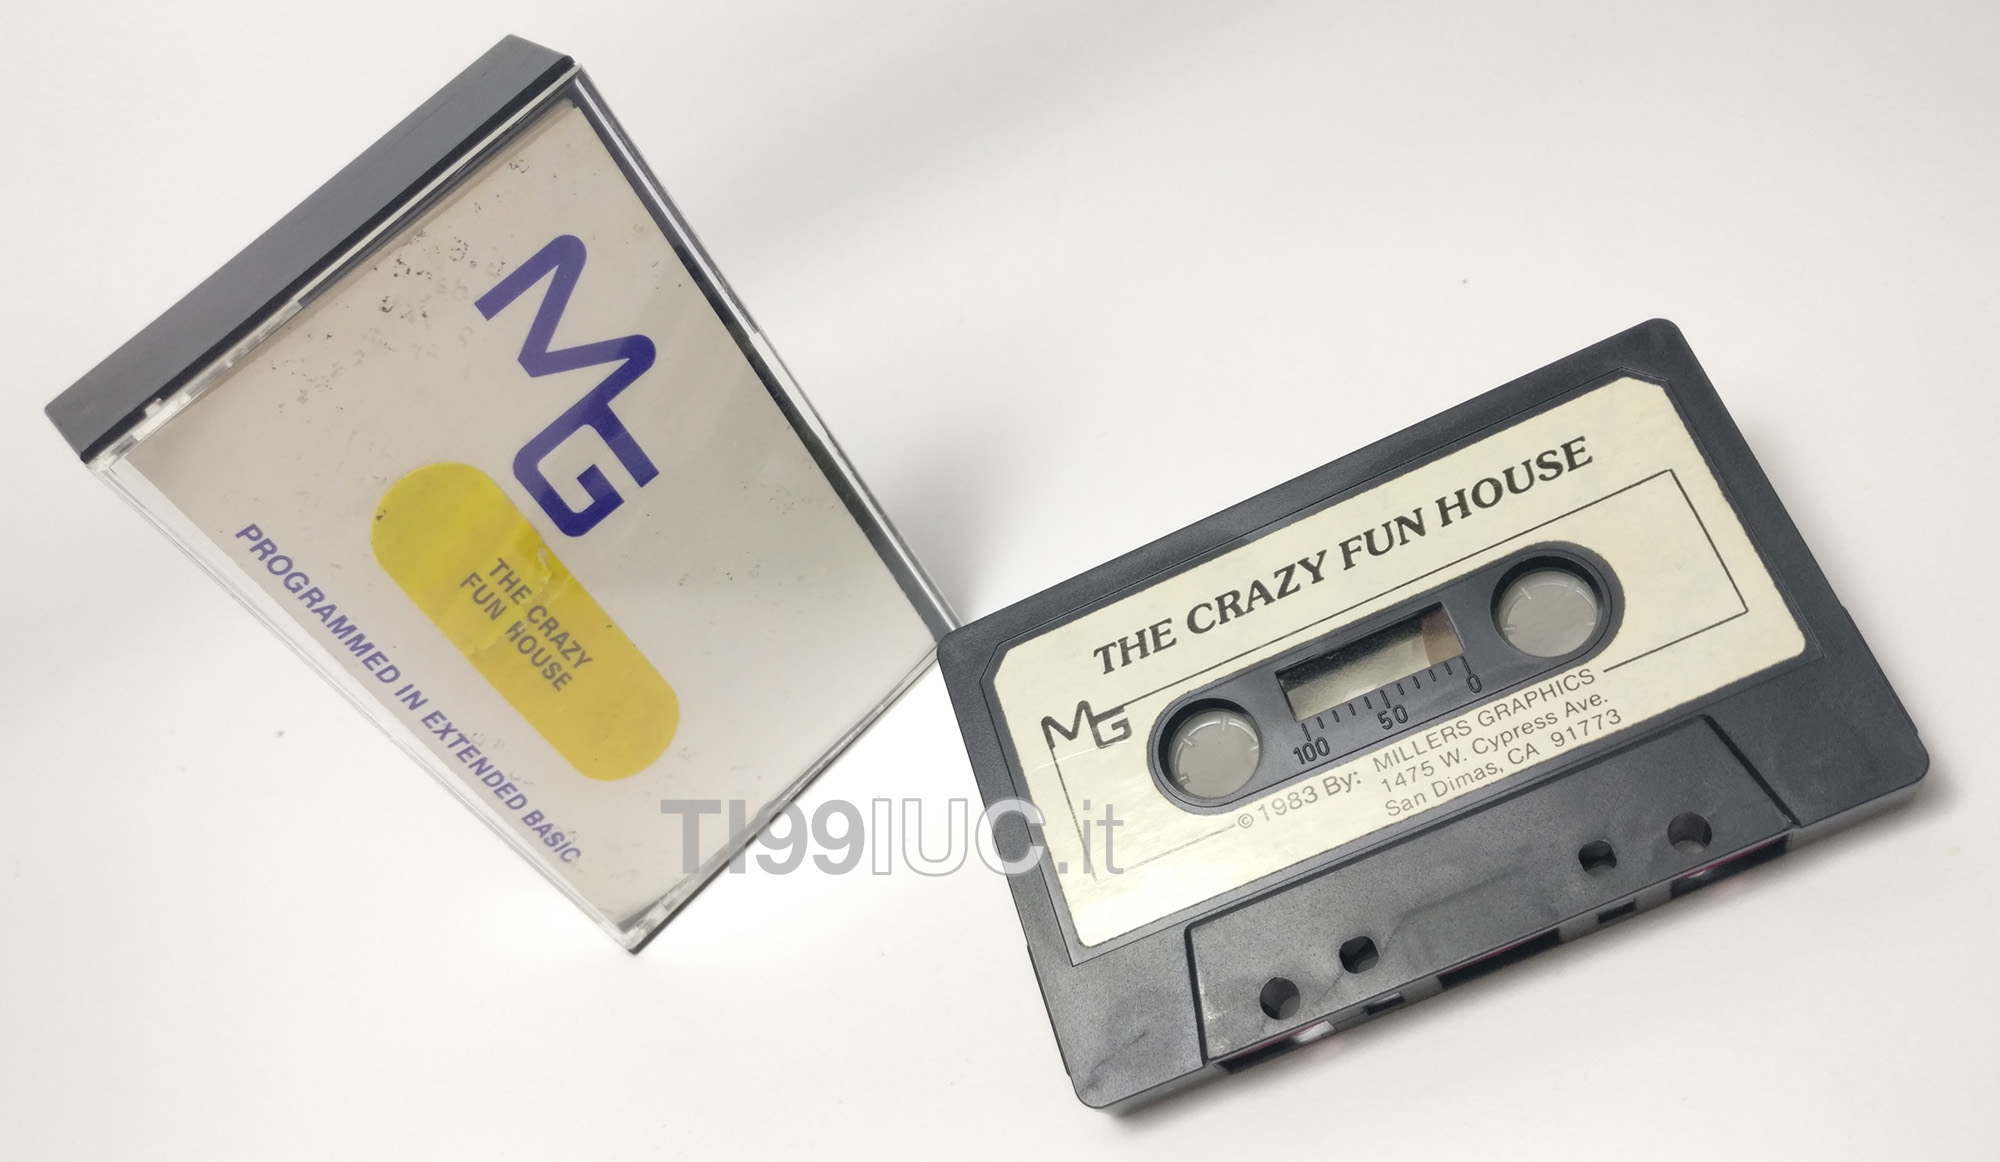 MG
THE CRAZY
FUN HOUSE
PROGRAMMED IN EXTENDED BASIC
THE CRAZY FUN HOUSE
MG
100 50 0
©1983 By: MILLERS GRAPHICS
1475 W. Cypress Ave.
San Dimas, CA 91773
TI99IUC.it